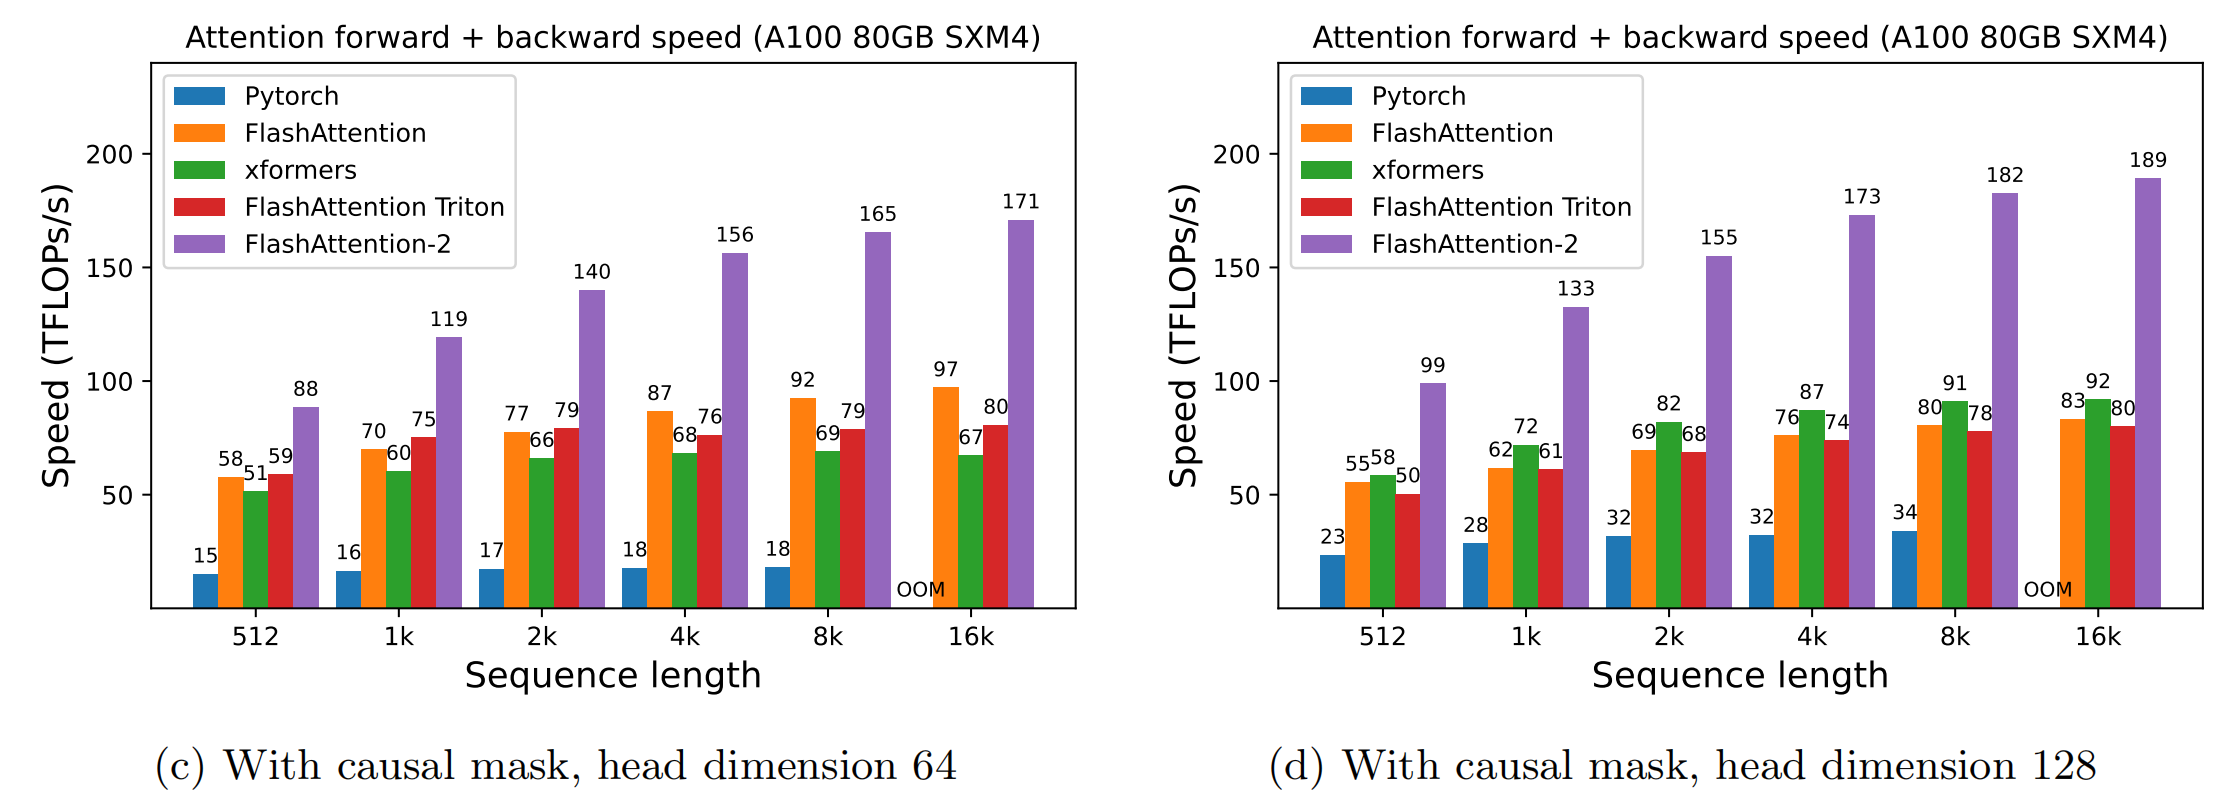 Attention forward + backward speed (A100 80GB SXM4)
Pytorch
FlashAttention
xformers
FlashAttention Triton
FlashAttention-2
Speed (TFLOPs/s)
200
150
100
50
15 58 51 59 88
16 70 60 75 119
17 77 66 79 140
18 87 68 76 156
18 92 69 79 165
OOM 97 67 80 171
512 1k 2k 4k 8k 16k
Sequence length
(c) With causal mask, head dimension 64
Attention forward + backward speed (A100 80GB SXM4)
Pytorch
FlashAttention
xformers
FlashAttention Triton
FlashAttention-2
Speed (TFLOPs/s)
200
150
100
50
23 55 58 50 99
28 62 72 61 133
32 69 82 68 155
32 76 87 74 173
34 80 91 78 182
OOM 83 92 80 189
512 1k 2k 4k 8k 16k
Sequence length
(d) With causal mask, head dimension 128